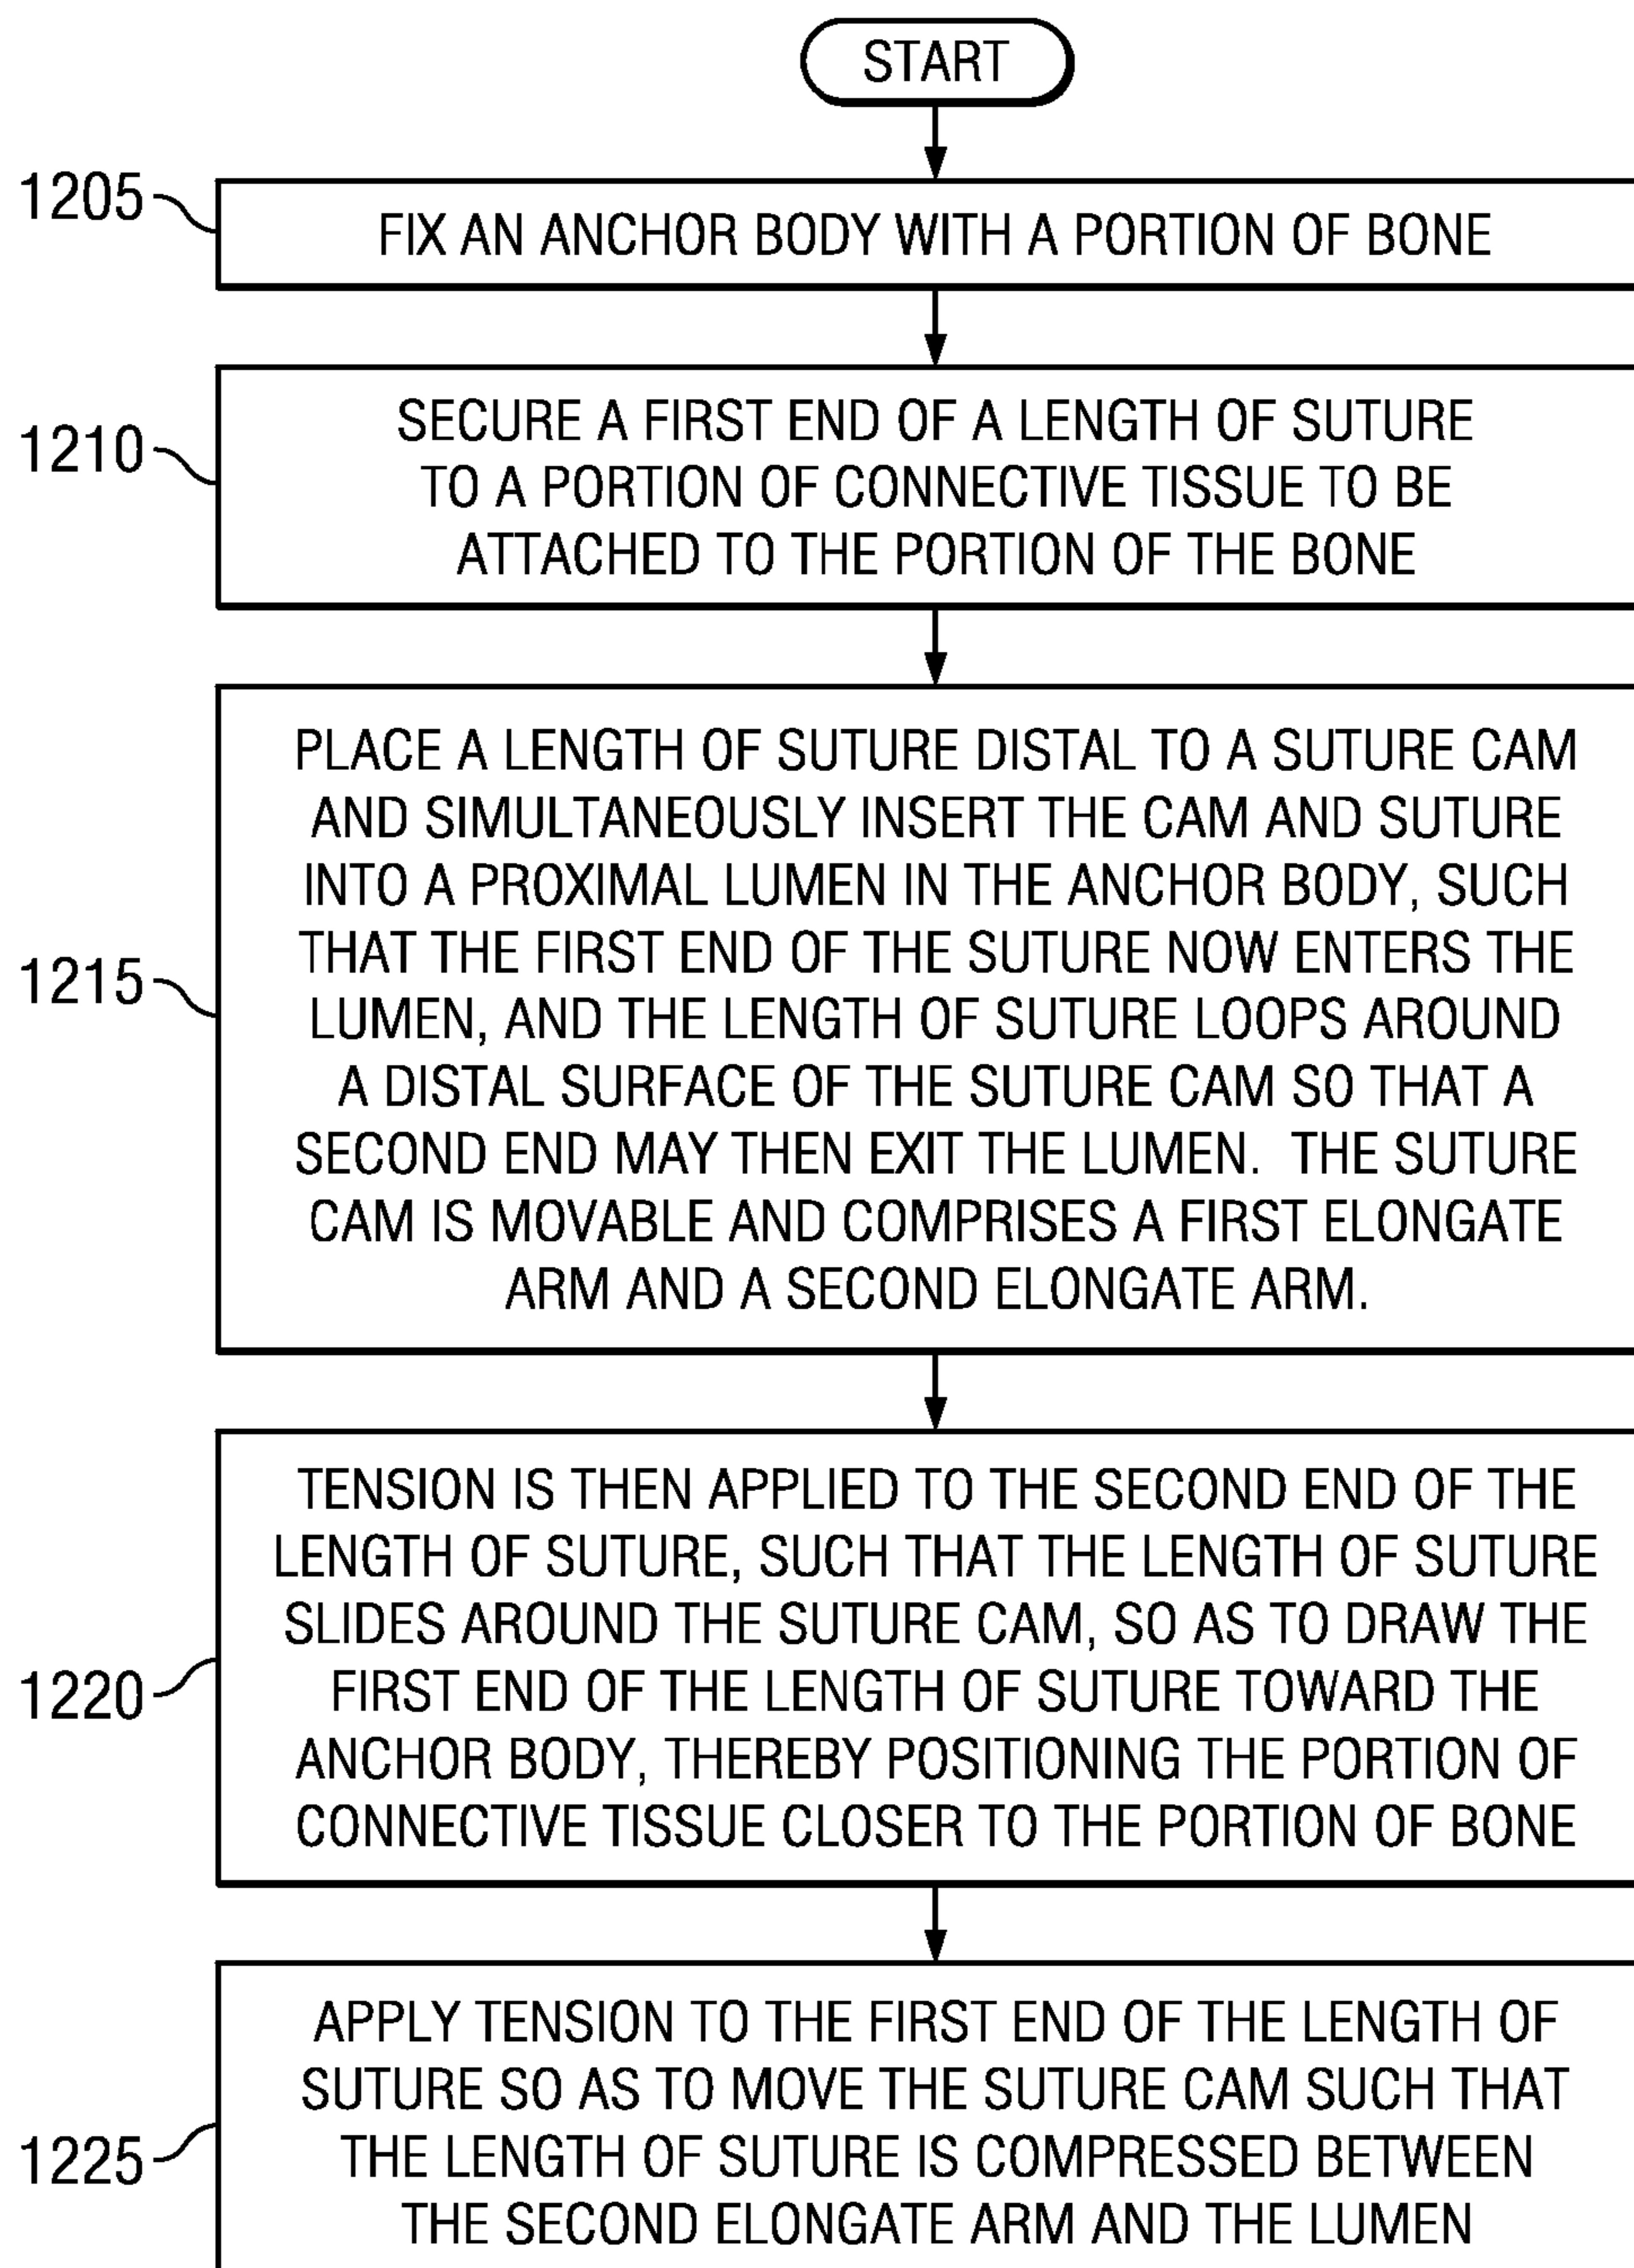 START
1205
FIX AN ANCHOR BODY WITH A PORTION OF BONE
1210
SECURE A FIRST END OF A LENGTH OF SUTURE
TO A PORTION OF CONNECTIVE TISSUE TO BE
ATTACHED TO THE PORTION OF THE BONE
1215
PLACE A LENGTH OF SUTURE DISTAL TO A SUTURE CAM
AND SIMULTANEOUSLY INSERT THE CAM AND SUTURE
INTO A PROXIMAL LUMEN IN THE ANCHOR BODY, SUCH
THAT THE FIRST END OF THE SUTURE NOW ENTERS THE
LUMEN, AND THE LENGTH OF SUTURE LOOPS AROUND
A DISTAL SURFACE OF THE SUTURE CAM SO THAT A
SECOND END MAY THEN EXIT THE LUMEN. THE SUTURE
CAM IS MOVABLE AND COMPRISES A FIRST ELONGATE
ARM AND A SECOND ELONGATE ARM.
1220
TENSION IS THEN APPLIED TO THE SECOND END OF THE
LENGTH OF SUTURE, SUCH THAT THE LENGTH OF SUTURE
SLIDES AROUND THE SUTURE CAM, SO AS TO DRAW THE
FIRST END OF THE LENGTH OF SUTURE TOWARD THE
ANCHOR BODY, THEREBY POSITIONING THE PORTION OF
CONNECTIVE TISSUE CLOSER TO THE PORTION OF BONE
1225
APPLY TENSION TO THE FIRST END OF THE LENGTH OF
SUTURE SO AS TO MOVE THE SUTURE CAM SUCH THAT
THE LENGTH OF SUTURE IS COMPRESSED BETWEEN
THE SECOND ELONGATE ARM AND THE LUMEN